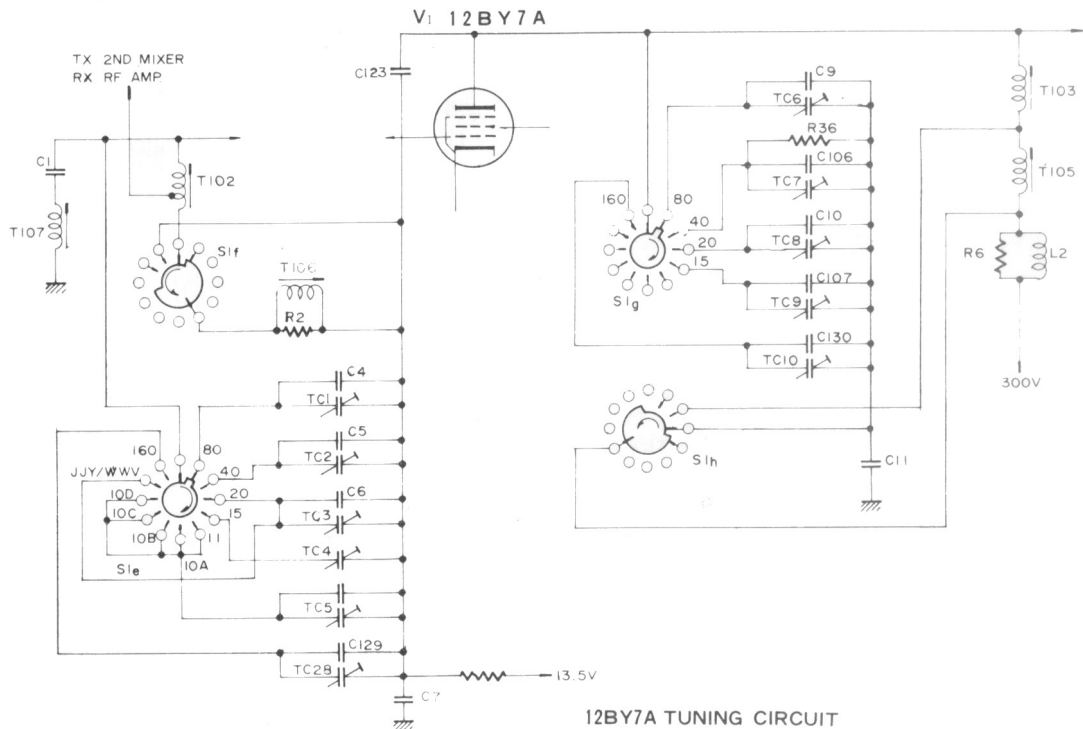 V1 12BY7A
TX 2ND MIXER
RX RF AMP.
C123
C9
TC6
T103
C1
R36
T102
C106
T105
160
80
TC7
T107
40
C10
S1f
20
TC8
R6
L2
T106
15
S1g
C107
R2
TC9
C130
TC10
300V
C4
TC1
C5
160
80
TC2
S1h
C11
JJY/WWV
40
10D
20
C6
10C
15
TC3
10B
11
TC4
S1e
10A
TC5
C129
TC28
13.5V
C7
12BY7A TUNING CIRCUIT